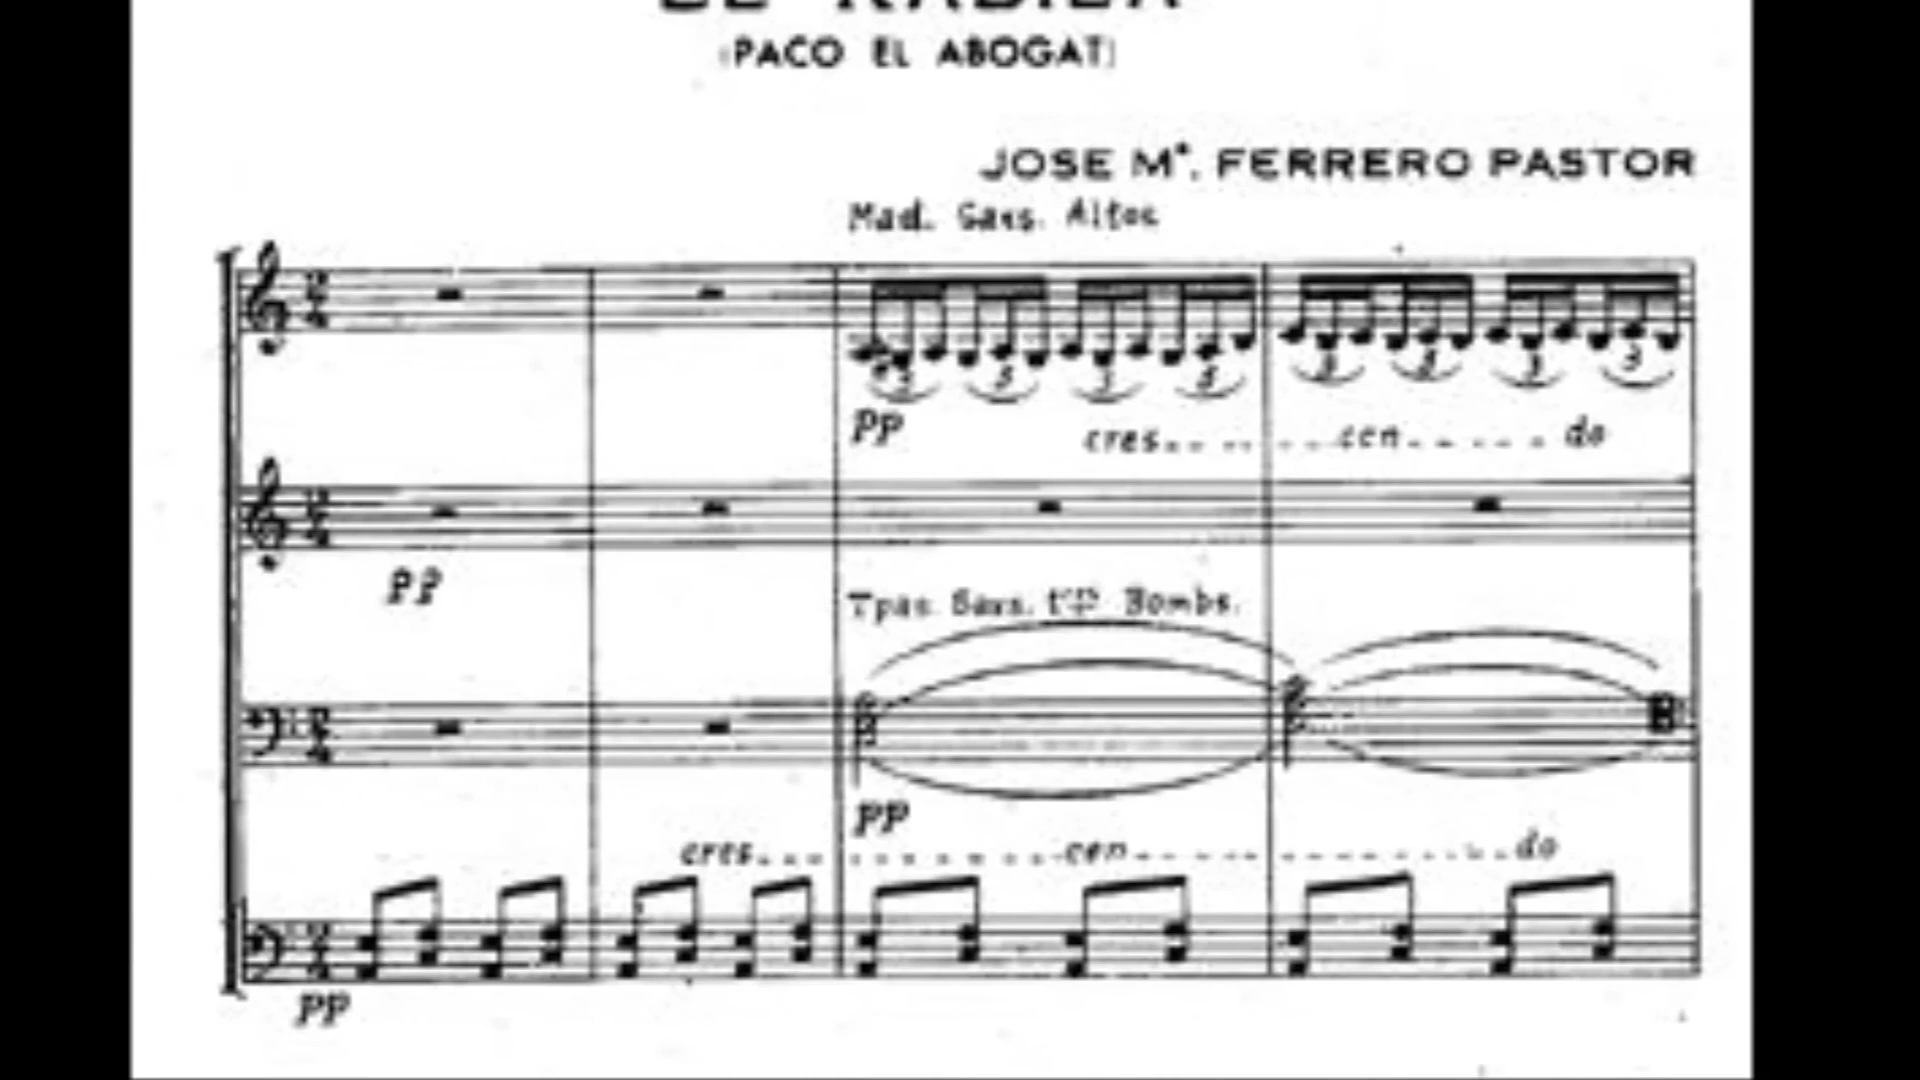 (PACO EL ABOGAT)
JOSE Mª. FERRERO PASTOR
Mad. Saxs. Altos
pp cres cen do
pp
Saxs. Bombs.
pp
cres cen do
pp